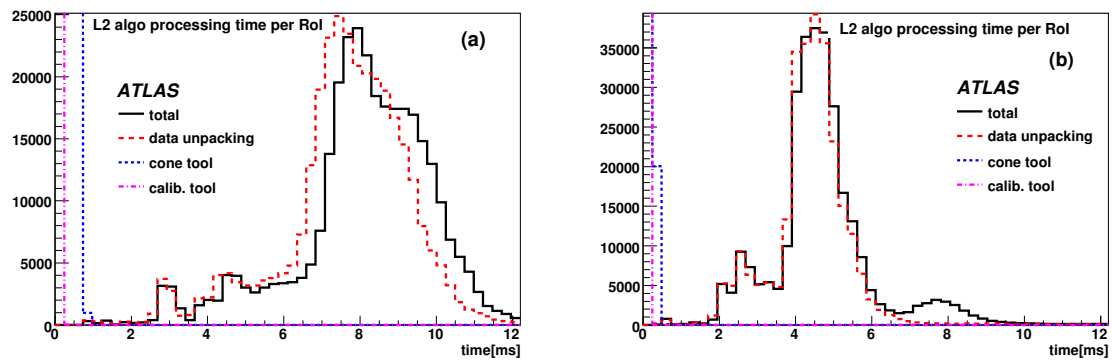 L2 algo processing time per RoI
(a)
ATLAS
total
data unpacking
cone tool
calib. tool
25000
20000
15000
10000
5000
0
0 2 4 6 8 10 12
time[ms]
L2 algo processing time per RoI
(b)
ATLAS
total
data unpacking
cone tool
calib. tool
35000
30000
25000
20000
15000
10000
5000
0
0 2 4 6 8 10 12
time[ms]